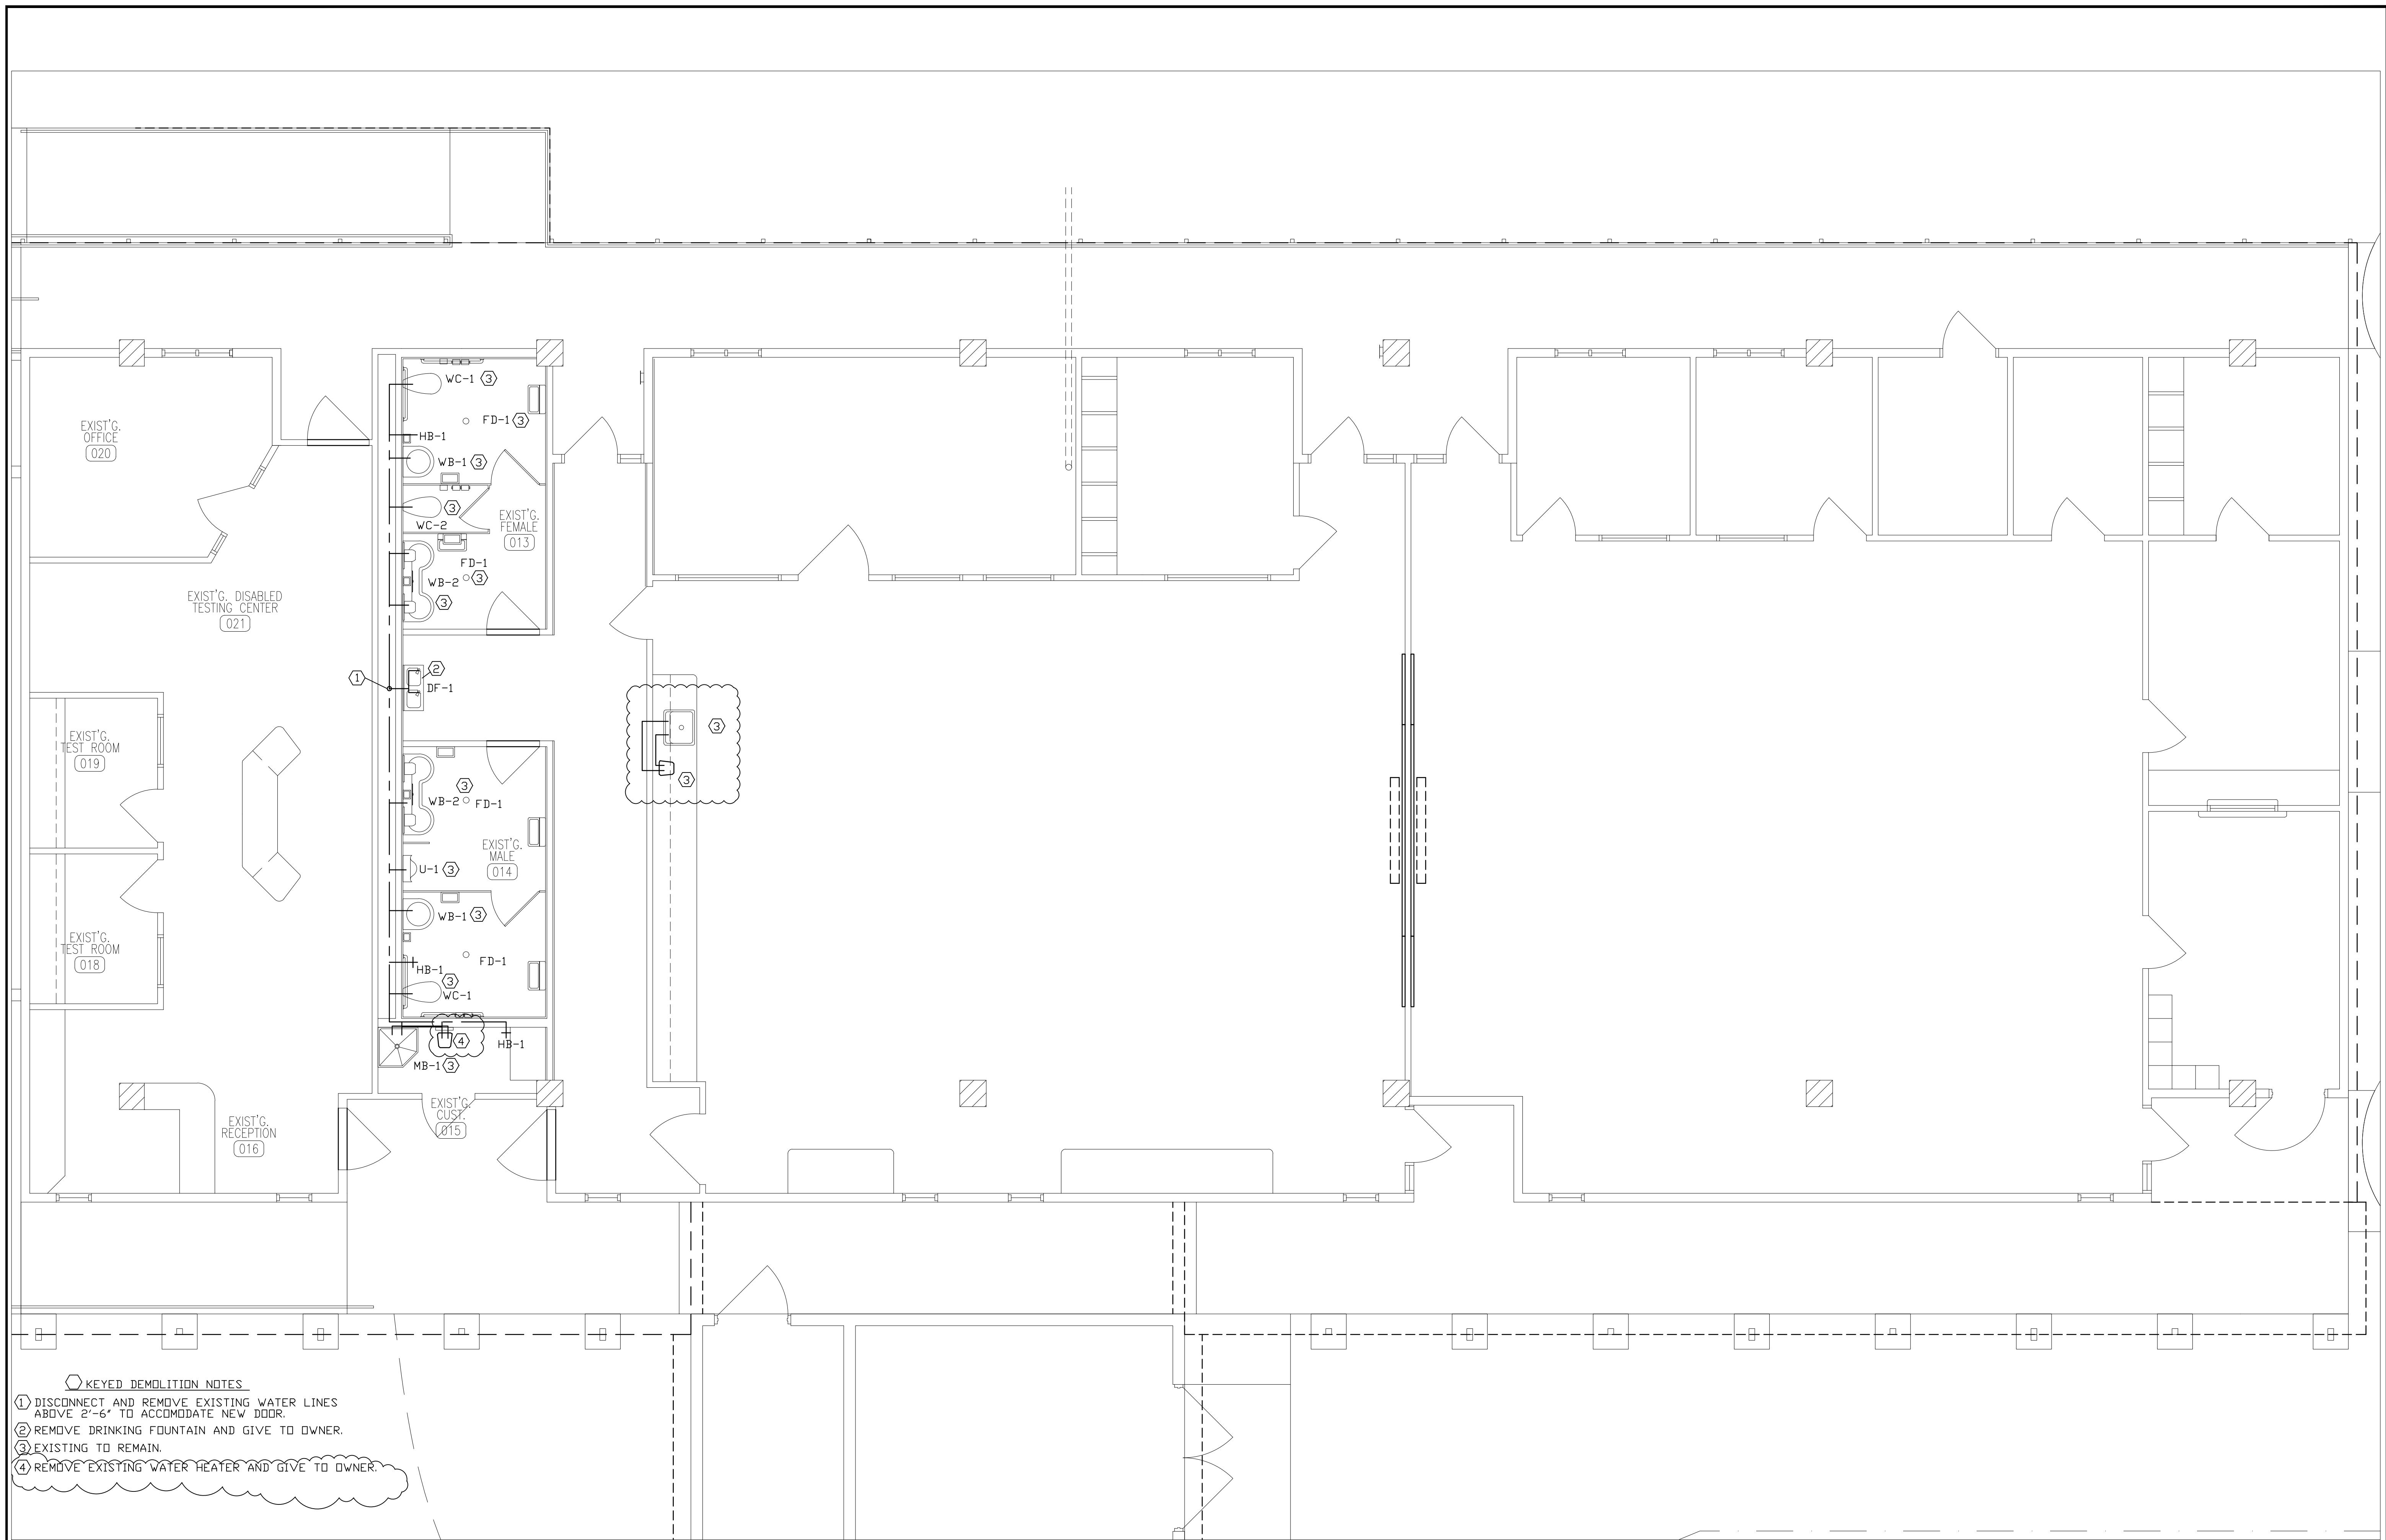 WC-1 3
FD-1 3
HB-1
WB-1 3
3
WC-2
EXIST'G.
FEMALE
013
FD-1
WB-2 3
3
EXIST'G.
OFFICE
020
EXIST'G. DISABLED
TESTING CENTER
021
1
2
DF-1
3
3
EXIST'G.
TEST ROOM
019
3
WB-2 FD-1
EXIST'G.
MALE
014
U-1 3
WB-1 3
EXIST'G.
TEST ROOM
018
FD-1
HB-1
3
WC-1
4
HB-1
MB-1 3
EXIST'G.
CUST.
015
EXIST'G.
RECEPTION
016
KEYED DEMOLITION NOTES
1 DISCONNECT AND REMOVE EXISTING WATER LINES
ABOVE 2'-6" TO ACCOMODATE NEW DOOR.
2 REMOVE DRINKING FOUNTAIN AND GIVE TO OWNER.
3 EXISTING TO REMAIN.
4 REMOVE EXISTING WATER HEATER AND GIVE TO OWNER.